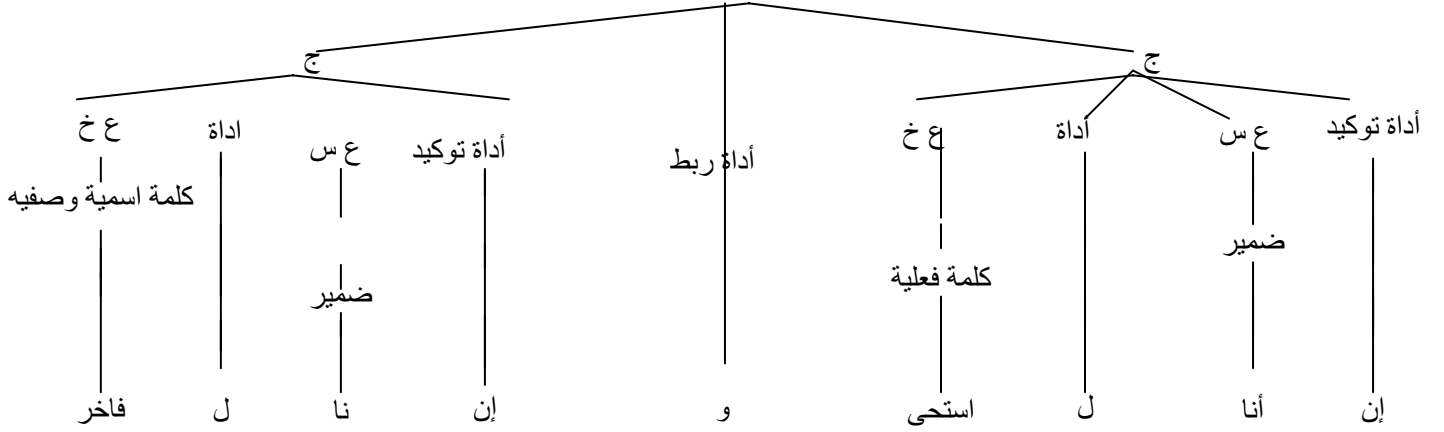 ج ج
أداة توكيد ع س أداة ع خ أداة ربط أداة توكيد ع س اداة ع خ
كلمة اسمية وصفيه
ضمير
كلمة فعلية
ضمير
إن أنا ل استحى و إن نا ل فاخر